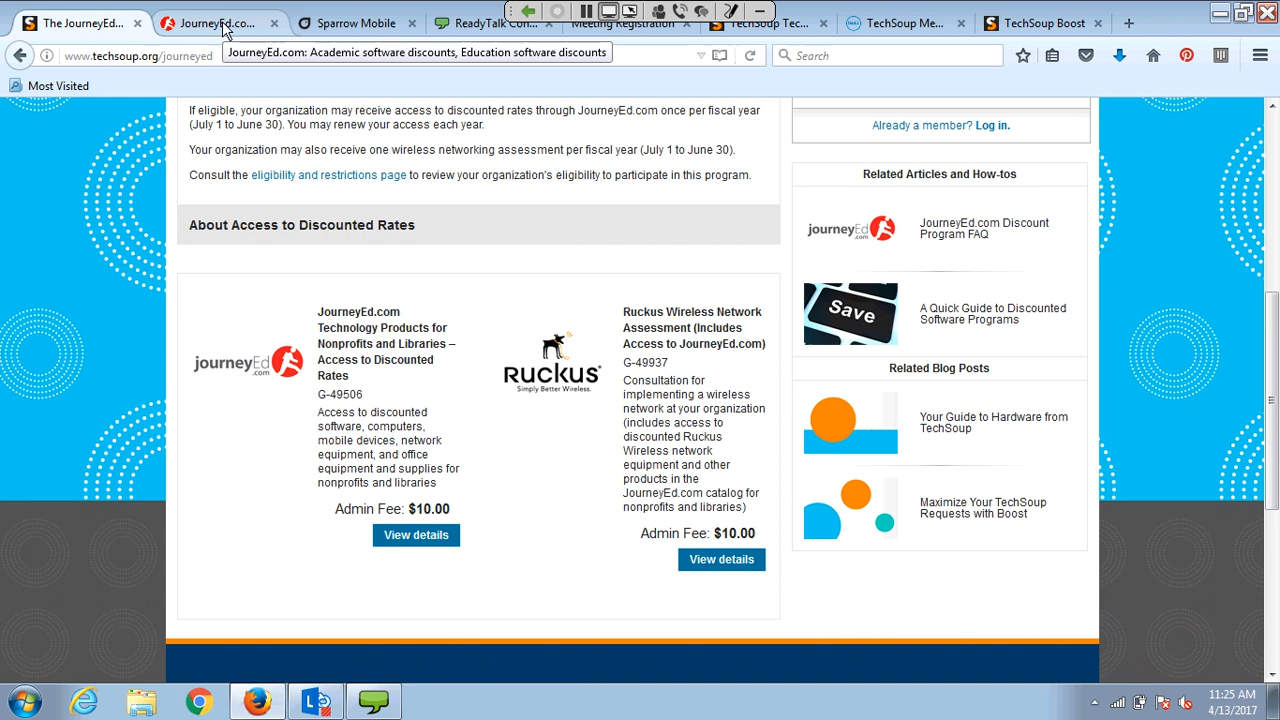 The JourneyEd... ×
JourneyEd.co... ×
Sparrow Mobile ×
ReadyTalk Con... ×
Meeting Registration ×
TechSoup Tec... ×
TechSoup Me... ×
TechSoup Boost ×
www.techsoup.org/journeyed
JourneyEd.com: Academic software discounts, Education software discounts
Search
Most Visited
If eligible, your organization may receive access to discounted rates through JourneyEd.com once per fiscal year
(July 1 to June 30). You may renew your access each year.
Your organization may also receive one wireless networking assessment per fiscal year (July 1 to June 30).
Consult the eligibility and restrictions page to review your organization's eligibility to participate in this program.
About Access to Discounted Rates
journeyEd
.com
JourneyEd.com
Technology Products for
Nonprofits and Libraries –
Access to Discounted
Rates
G-49506
Access to discounted
software, computers,
mobile devices, network
equipment, and office
equipment and supplies for
nonprofits and libraries
Admin Fee: $10.00
View details
RUCKUS
Simply Better Wireless.
Ruckus Wireless Network
Assessment (Includes
Access to JourneyEd.com)
G-49937
Consultation for
implementing a wireless
network at your organization
(includes access to
discounted Ruckus
Wireless network
equipment and other
products in the
JourneyEd.com catalog for
nonprofits and libraries)
Admin Fee: $10.00
View details
Already a member? Log in.
Related Articles and How-tos
journeyEd
.com
JourneyEd.com Discount
Program FAQ
Save
A Quick Guide to Discounted
Software Programs
Related Blog Posts
Your Guide to Hardware from
TechSoup
Maximize Your TechSoup
Requests with Boost
11:25 AM
4/13/2017